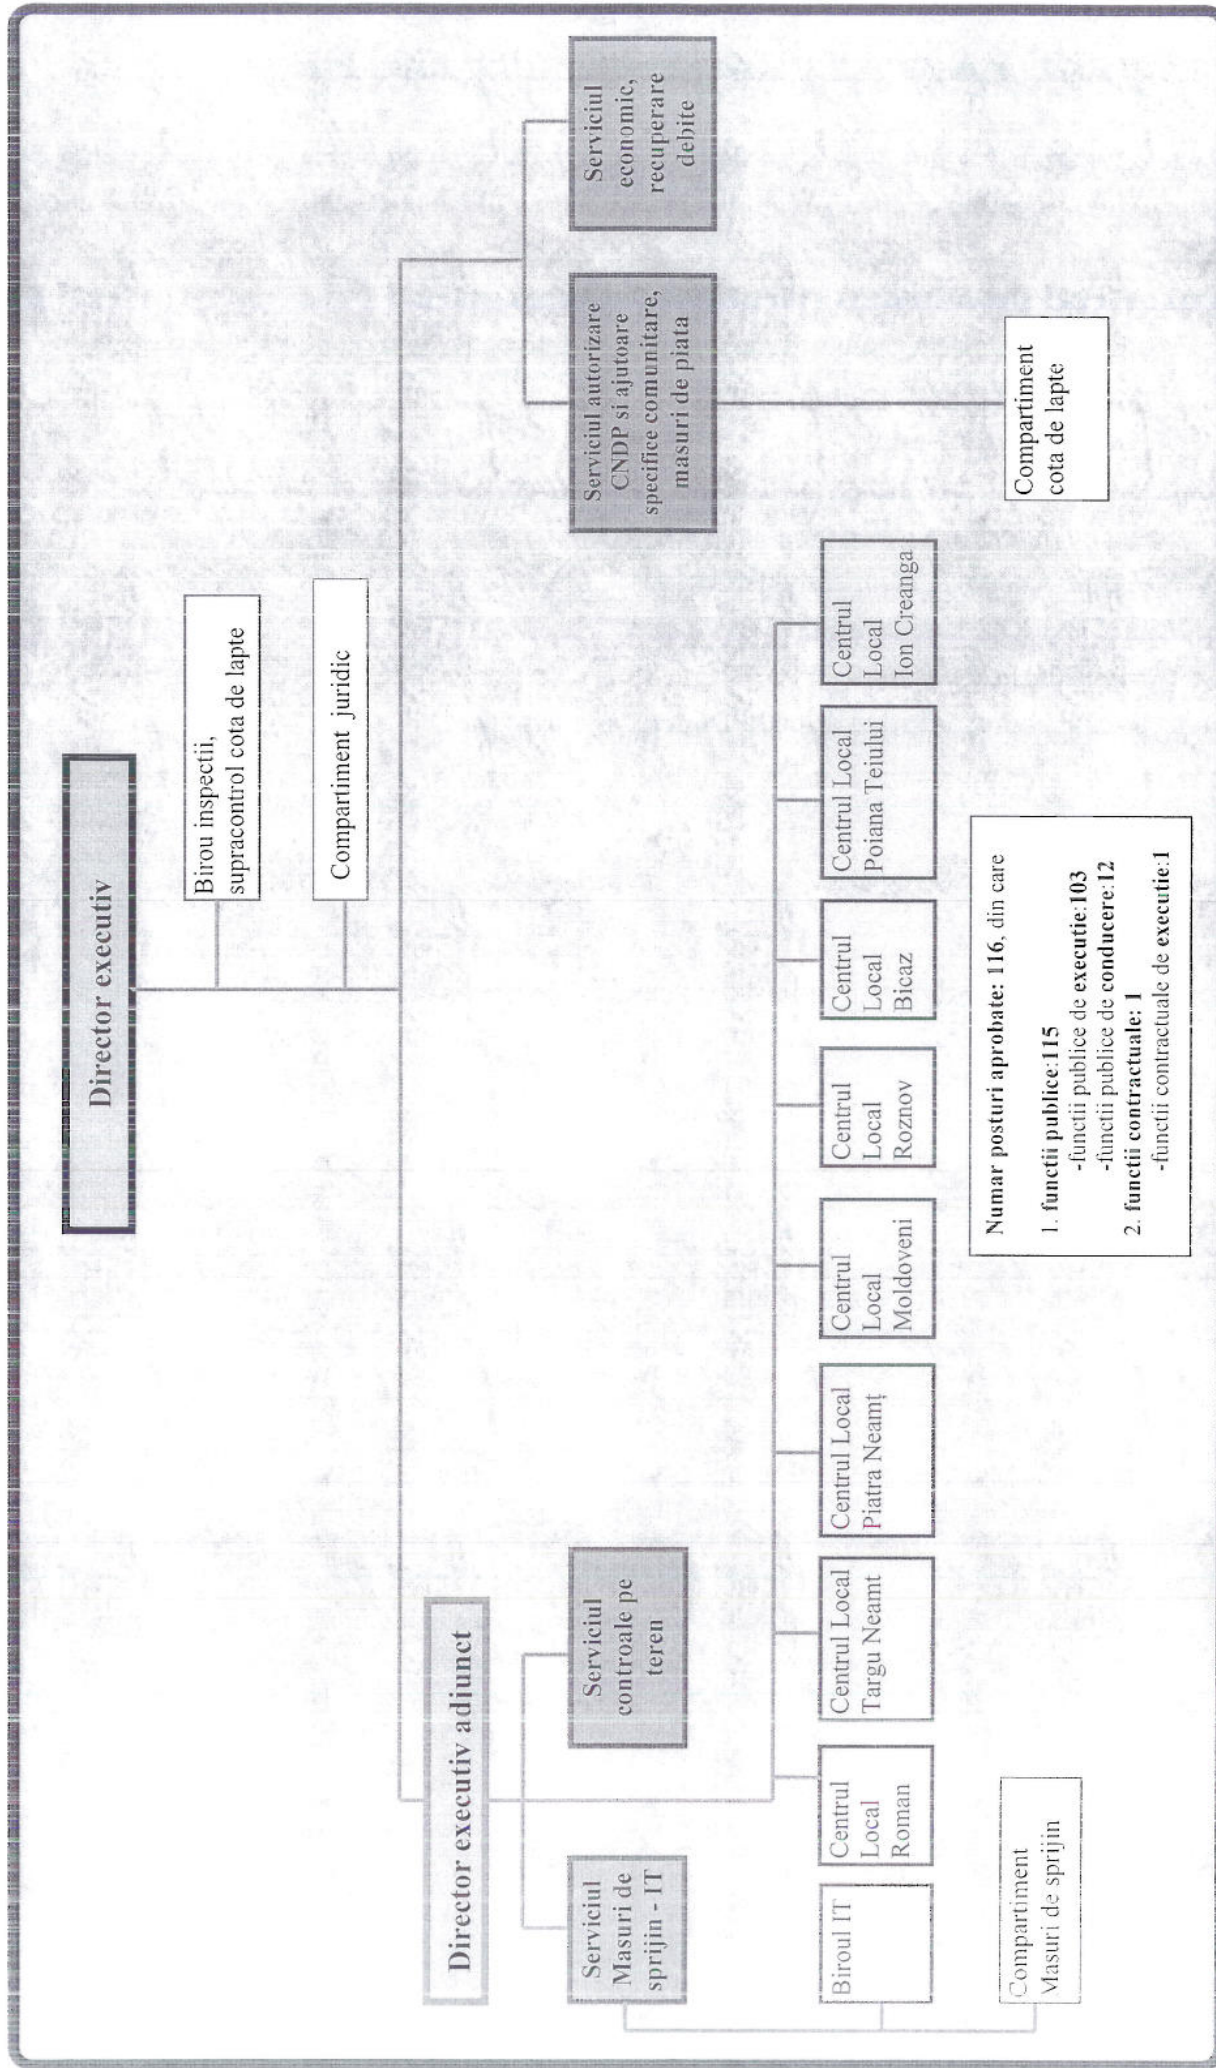 Director executiv
Birou inspectii,
supracontrol cota de lapte
Compartiment juridic
Director executiv adjunct
Serviciul
Masuri de
sprijin - IT
Serviciul
controale pe
teren
Serviciul autorizare
CNDP si ajutoare
specifice comunitare,
masuri de piata
Serviciul
economic,
recuperare
debite
Biroul IT
Centrul
Local
Roman
Centrul Local
Targu Neamt
Centrul Local
Piatra Neamț
Centrul
Local
Moldoveni
Centrul
Local
Roznov
Centrul
Local
Bicaz
Centrul Local
Poiana Teiului
Centrul
Local
Ion Creanga
Compartiment
Masuri de sprijin
Compartiment
cota de lapte
Numar posturi aprobate: 116, din care
1. functii publice:115
-functii publice de executie:103
-functii publice de conducere:12
2. functii contractuale: 1
-functii contractuale de executie:1